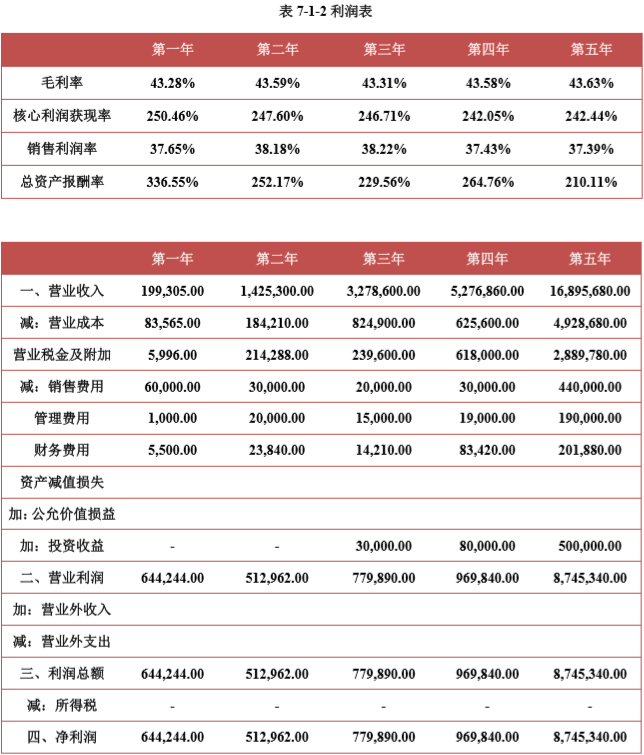 表 7-1-2 利润表
第一年 第二年 第三年 第四年 第五年
毛利率 43.28% 43.59% 43.31% 43.58% 43.63%
核心利润获现率 250.46% 247.60% 246.71% 242.05% 242.44%
销售利润率 37.65% 38.18% 38.22% 37.43% 37.39%
总资产报酬率 336.55% 252.17% 229.56% 264.76% 210.11%
第一年 第二年 第三年 第四年 第五年
一、营业收入 199,305.00 1,425,300.00 3,278,600.00 5,276,860.00 16,895,680.00
减：营业成本 83,565.00 184,210.00 824,900.00 625,600.00 4,928,680.00
营业税金及附加 5,996.00 214,288.00 239,600.00 618,000.00 2,889,780.00
减：销售费用 60,000.00 30,000.00 20,000.00 30,000.00 440,000.00
管理费用 1,000.00 20,000.00 15,000.00 19,000.00 190,000.00
财务费用 5,500.00 23,840.00 14,210.00 83,420.00 201,880.00
资产减值损失
加：公允价值损益
加：投资收益 - - 30,000.00 80,000.00 500,000.00
二、营业利润 644,244.00 512,962.00 779,890.00 969,840.00 8,745,340.00
加：营业外收入
减：营业外支出
三、利润总额 644,244.00 512,962.00 779,890.00 969,840.00 8,745,340.00
减：所得税 - - - - -
四、净利润 644,244.00 512,962.00 779,890.00 969,840.00 8,745,340.00